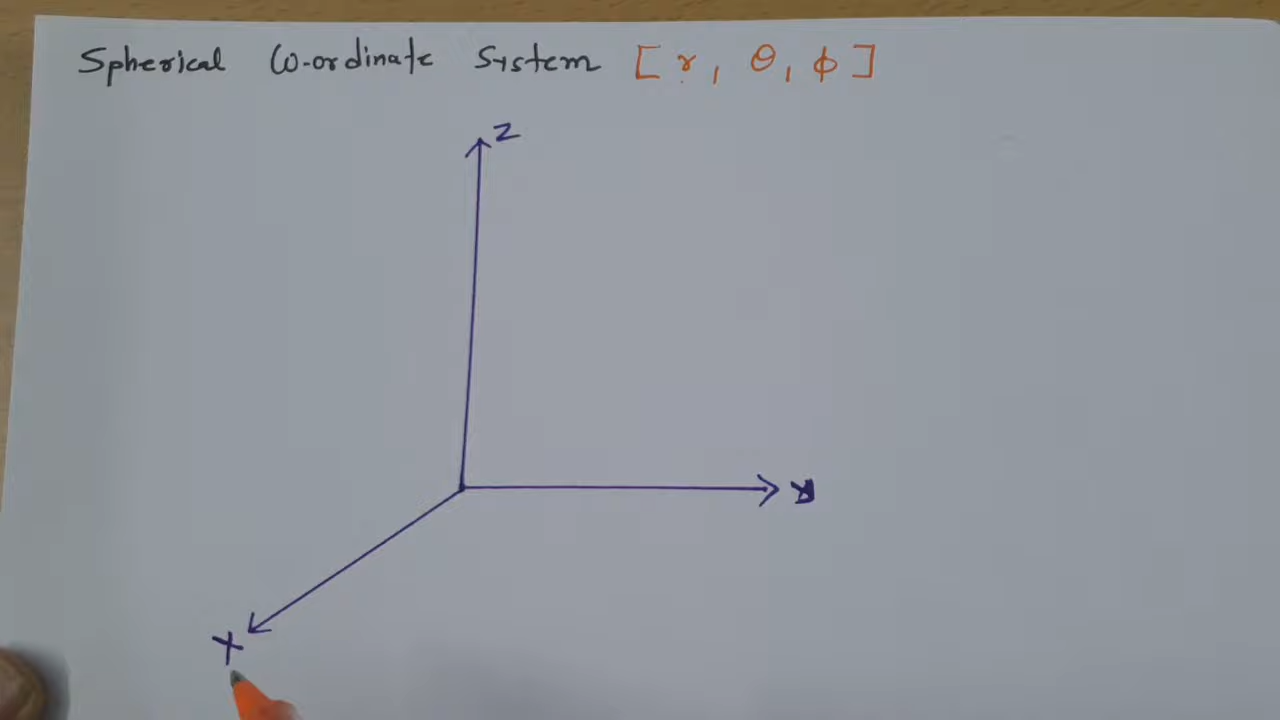 Spherical Co-ordinate System [r, θ, ϕ]
Z
y
X